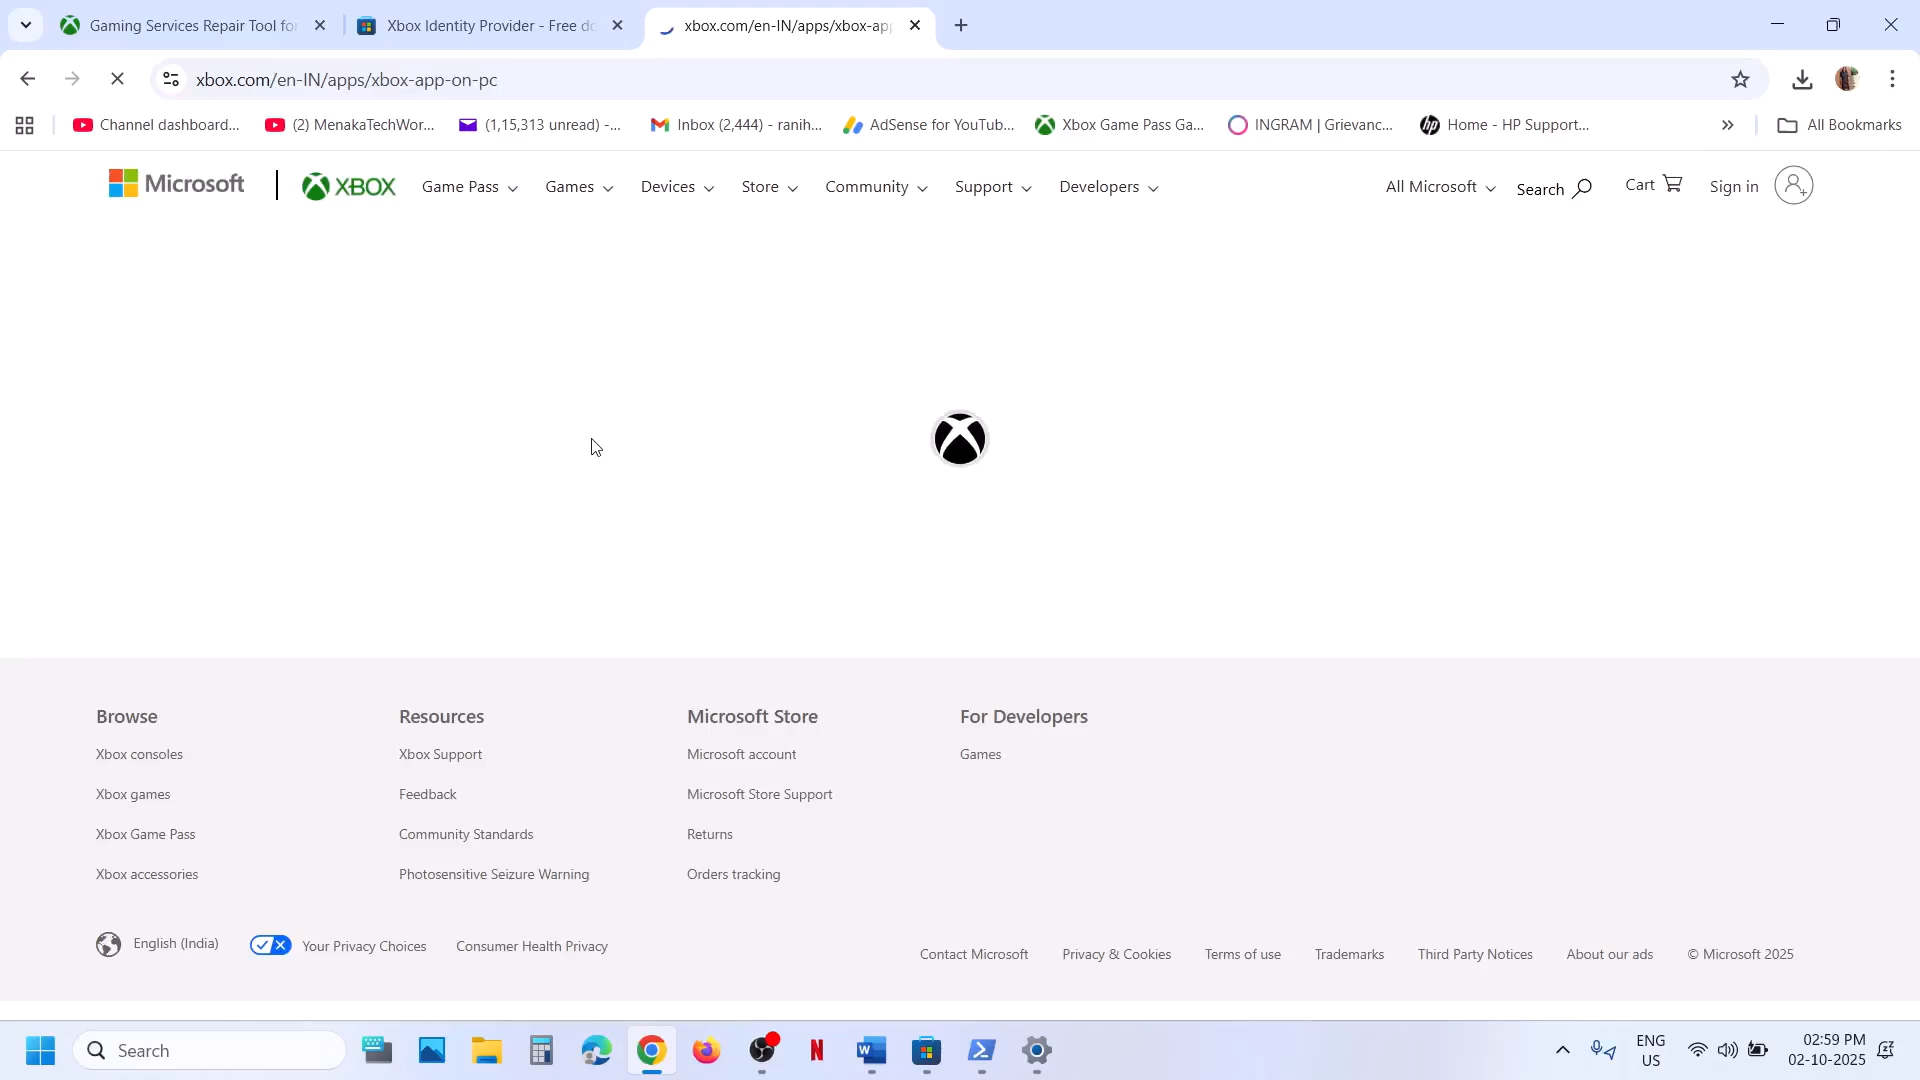 Gaming Services Repair Tool for
Xbox Identity Provider - Free do
xbox.com/en-IN/apps/xbox-app
xbox.com/en-IN/apps/xbox-app-on-pc
Channel dashboard...
(2) MenakaTechWor...
(1,15,313 unread) -...
Inbox (2,444) - ranih...
AdSense for YouTub...
Xbox Game Pass Ga...
INGRAM | Grievanc...
Home - HP Support...
All Bookmarks
Microsoft
XBOX
Game Pass
Games
Devices
Store
Community
Support
Developers
All Microsoft
Search
Cart
Sign in
Browse
Xbox consoles
Xbox games
Xbox Game Pass
Xbox accessories
Resources
Xbox Support
Feedback
Community Standards
Photosensitive Seizure Warning
Microsoft Store
Microsoft account
Microsoft Store Support
Returns
Orders tracking
For Developers
Games
English (India)
Your Privacy Choices
Consumer Health Privacy
Contact Microsoft
Privacy & Cookies
Terms of use
Trademarks
Third Party Notices
About our ads
© Microsoft 2025
Search
ENG
US
02:59 PM
02-10-2025